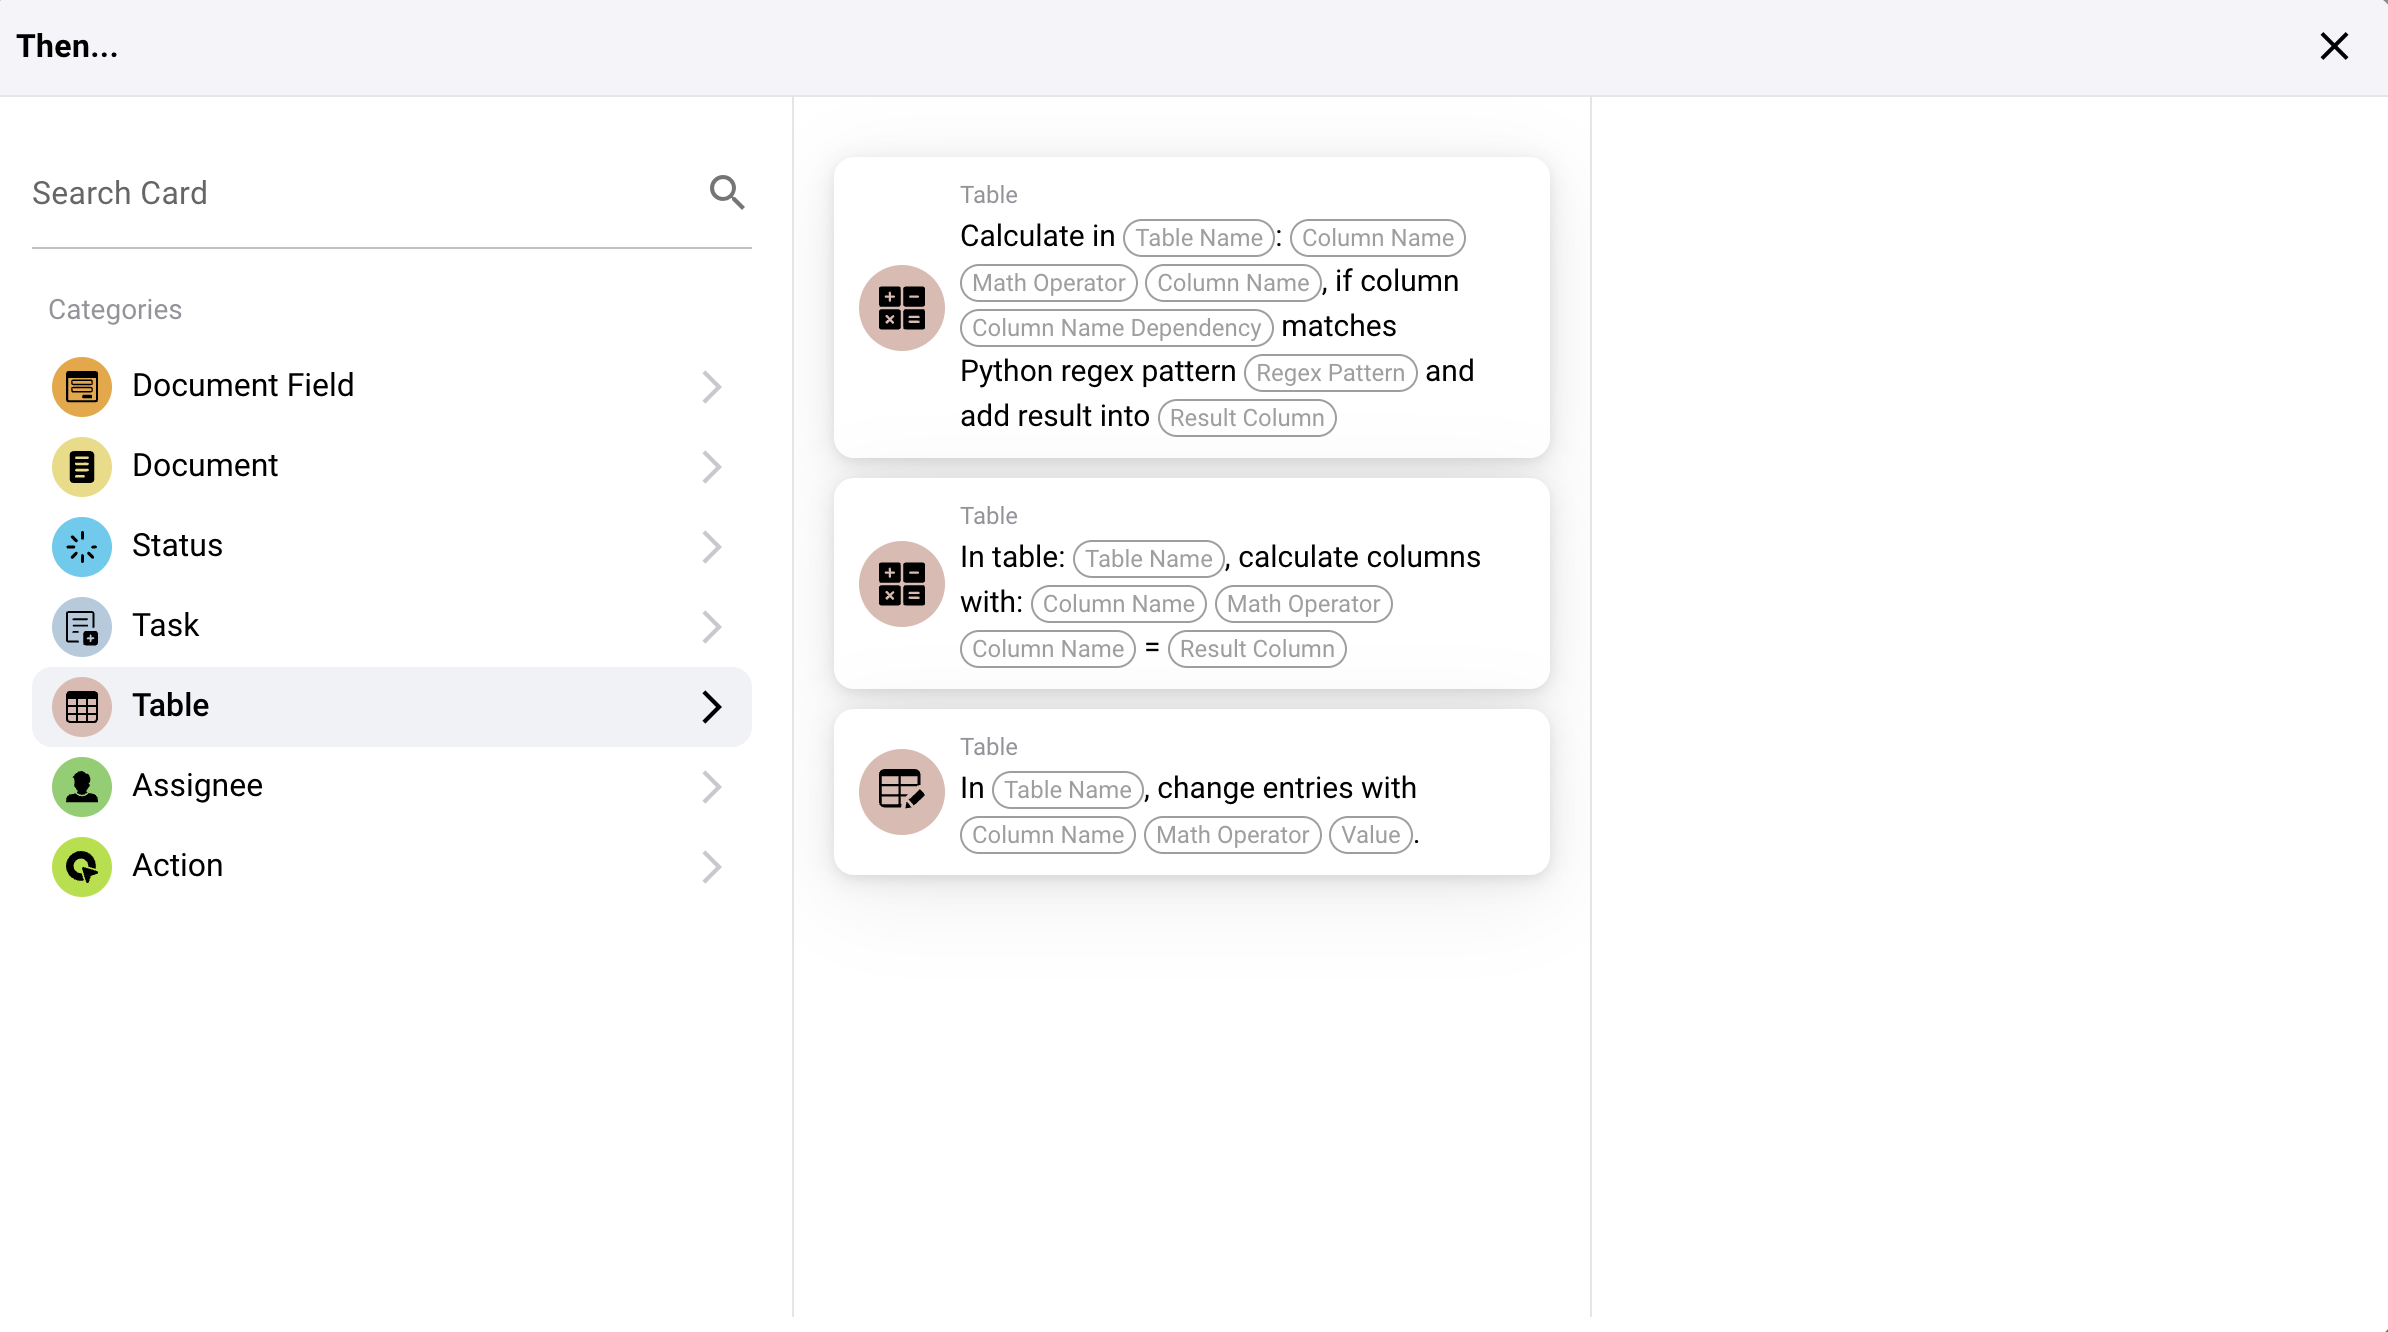 Then...
Search Card
Categories
Document Field
Document
Status
Task
Table
Assignee
Action
Table
Calculate in Table Name: Column Name
Math Operator Column Name, if column
Column Name Dependency matches
Python regex pattern Regex Pattern and
add result into Result Column
Table
In table: Table Name, calculate columns
with: Column Name Math Operator
Column Name = Result Column
Table
In Table Name, change entries with
Column Name Math Operator Value.